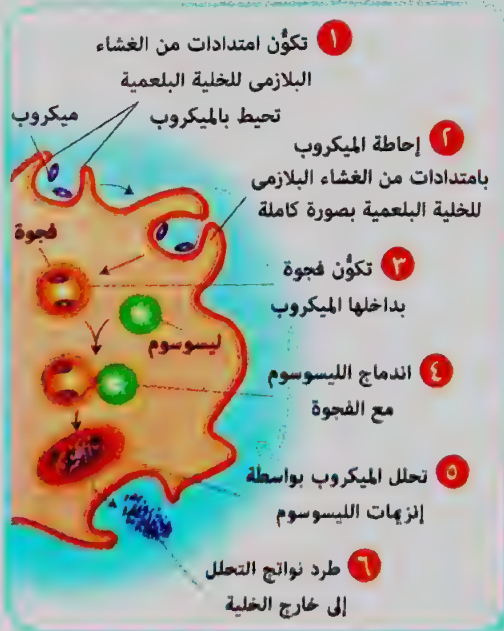 ١ تكوُّن امتدادات من الغشاء
البلازمى للخلية البلعمية
تحيط بالميكروب
ميكروب
٢ إحاطة الميكروب
بامتدادات من الغشاء البلازمى
للخلية البلعمية بصورة كاملة
فجوة
٣ تكوُّن فجوة
بداخلها الميكروب
ليسوسوم
٤ اندماج الليسوسوم
مع الفجوة
٥ تحلل الميكروب بواسطة
إنزيمات الليسوسوم
٦ طرد نواتج التحلل
إلى خارج الخلية